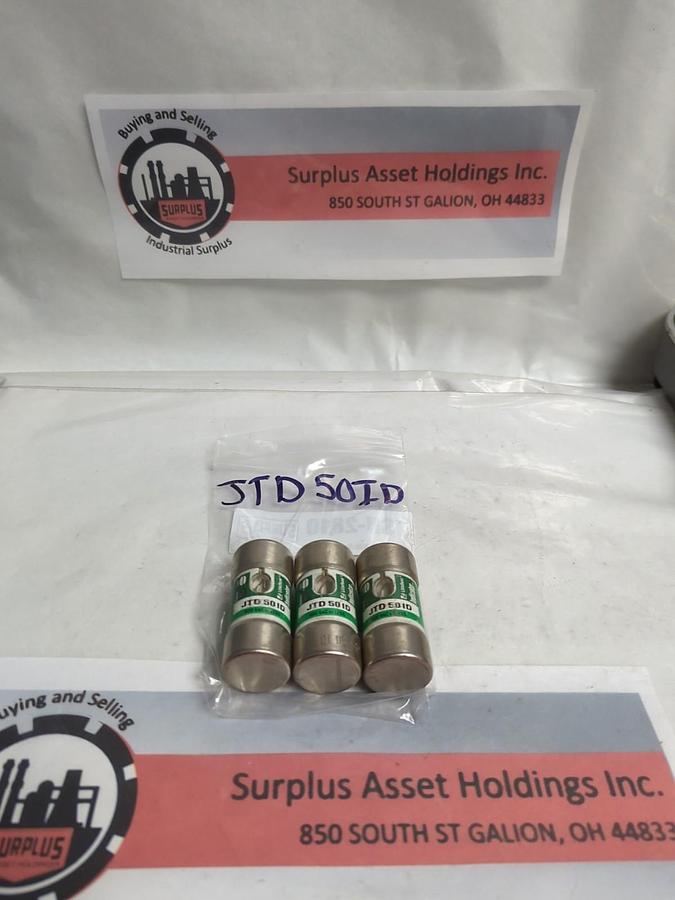 Buying and Selling
SURPLUS
Industrial Surplus
Surplus Asset Holdings Inc.
850 SOUTH ST GALION, OH 44833
JTD 50ID
JTD 50ID
JTD 50ID
JTD 50ID
Buying and Selling
SURPLUS
Surplus Asset Holdings Inc.
850 SOUTH ST GALION, OH 44833